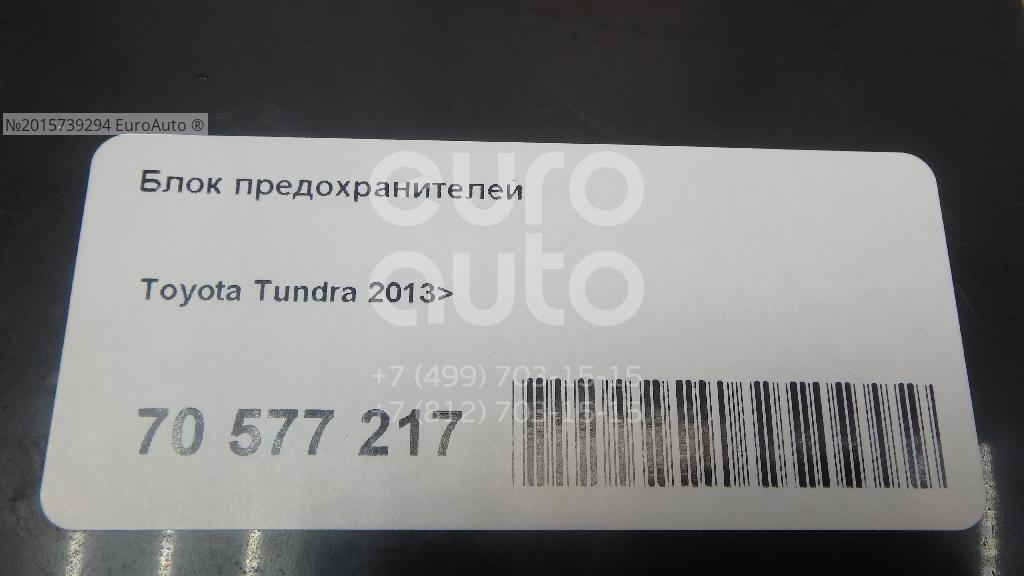 №2015739294 EuroAuto ®
Блок предохранителей
euro
auto
Toyota Tundra 2013>
+7 (499) 703-15-15
+7 (812) 703-15-15
70 577 217